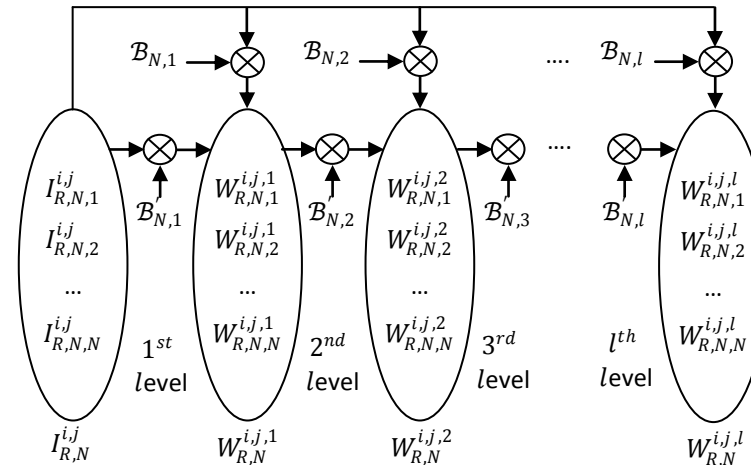 ℬ_{N,1} ℬ_{N,2} .... ℬ_{N,l}
....
I^{i,j}_{R,N,1} W^{i,j,1}_{R,N,1} W^{i,j,2}_{R,N,1} W^{i,j,l}_{R,N,1}
ℬ'_{N,1} ℬ'_{N,2} ℬ'_{N,3} ℬ'_{N,l}
I^{i,j}_{R,N,2} W^{i,j,1}_{R,N,2} W^{i,j,2}_{R,N,2} W^{i,j,l}_{R,N,2}
... ... ... ...
I^{i,j}_{R,N,N} W^{i,j,1}_{R,N,N} W^{i,j,2}_{R,N,N} W^{i,j,l}_{R,N,N}
1^{st} 2^{nd} 3^{rd} l^{th}
level level level level
I^{i,j}_{R,N} W^{i,j,1}_{R,N} W^{i,j,2}_{R,N} W^{i,j,l}_{R,N}